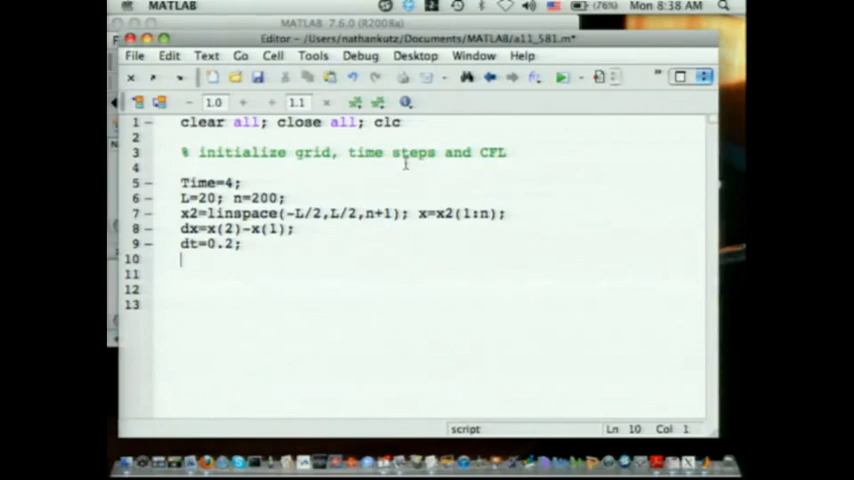 MATLAB
(76%) Mon 8:38 AM
MATLAB 7.6.0 (R2008a)
Editor – /Users/nathankutz/Documents/MATLAB/a11_581.m*
File Edit Text Go Cell Tools Debug Desktop Window Help
1.0
1.1
1 clear all; close all; clc
2
3 % initialize grid, time steps and CFL
4
5 Time=4;
6 L=20; n=200;
7 x2=linspace(-L/2,L/2,n+1); x=x2(1:n);
8 dx=x(2)-x(1);
9 dt=0.2;
10
11
12
13
script
Ln 10 Col 1